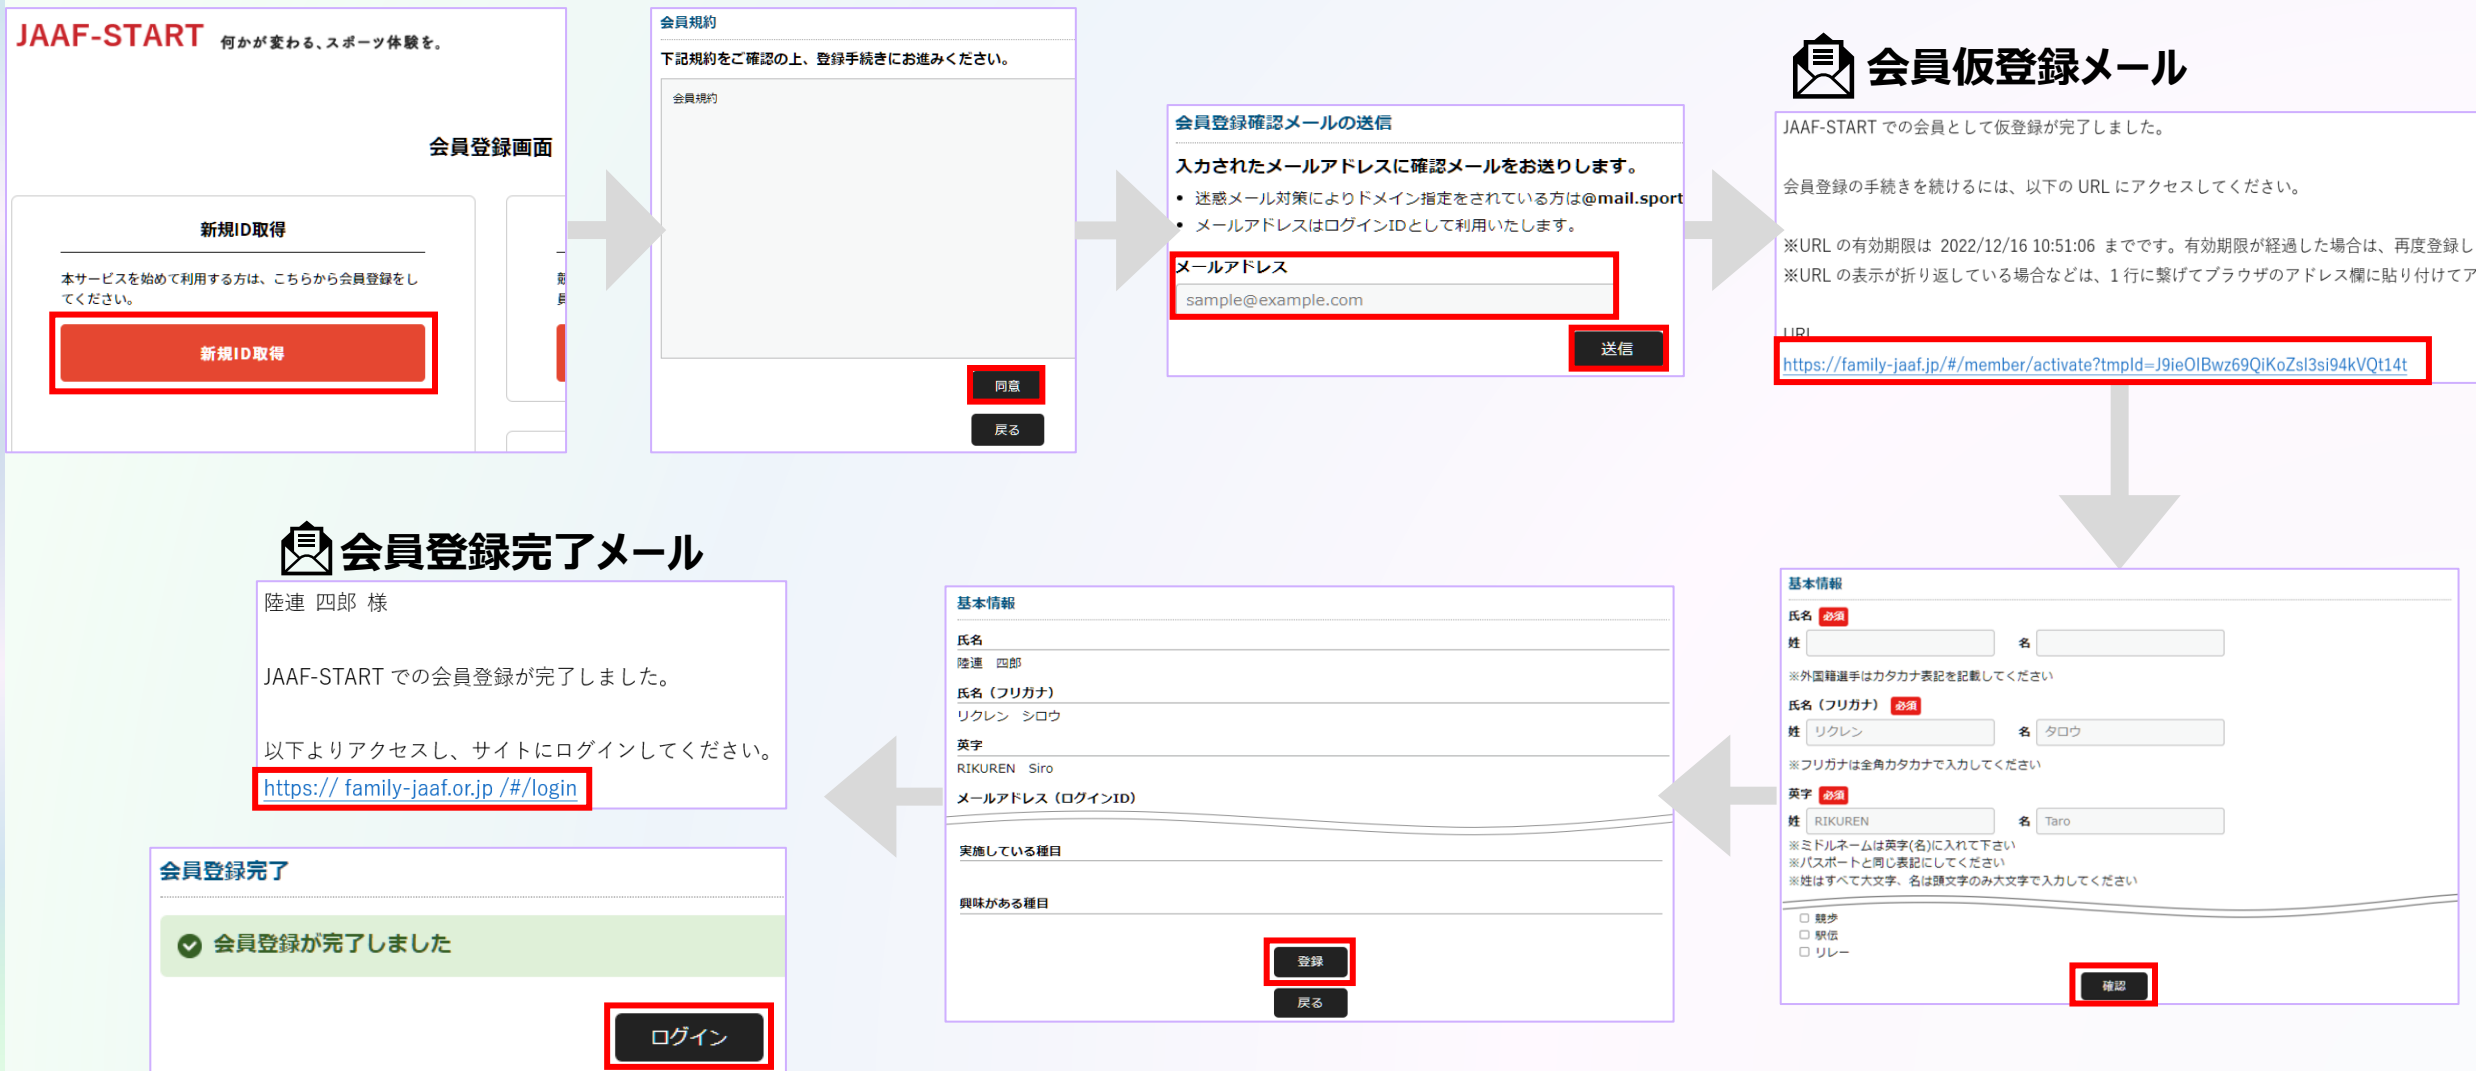 JAAF-START 何かが変わる、スポーツ体験を。
会員登録画面
新規ID取得
本サービスを始めて利用する方は、こちらから会員登録をし
てください。
新規ID取得
会員規約
下記規約をご確認の上、登録手続きにお進みください。
会員規約
同意
戻る
会員登録確認メールの送信
入力されたメールアドレスに確認メールをお送りします。
• 迷惑メール対策によりドメイン指定をされている方は@mail.sport
• メールアドレスはログインIDとして利用いたします。
メールアドレス
sample@example.com
送信
会員仮登録メール
JAAF-START での会員として仮登録が完了しました。
会員登録の手続きを続けるには、以下の URL にアクセスしてください。
※URL の有効期限は 2022/12/16 10:51:06 までです。有効期限が経過した場合は、再度登録し
※URL の表示が折り返している場合などは、1 行に繋げてブラウザのアドレス欄に貼り付けてア
URL
https://family-jaaf.jp/#/member/activate?tmpId=J9ieOIBwz69QiKoZsl3si94kVQt14t
基本情報
氏名 必須
姓 名
※外国籍選手はカタカナ表記を記載してください
氏名（フリガナ） 必須
姓 リクレン 名 タロウ
※フリガナは全角カタカナで入力してください
英字 必須
姓 RIKUREN 名 Taro
※ミドルネームは英字(名)に入れて下さい
※パスポートと同じ表記にしてください
※姓はすべて大文字、名は頭文字のみ大文字で入力してください
競歩
駅伝
リレー
確認
基本情報
氏名
陸連 四郎
氏名（フリガナ）
リクレン シロウ
英字
RIKUREN Siro
メールアドレス（ログインID）
実施している種目
興味がある種目
登録
戻る
会員登録完了メール
陸連 四郎 様
JAAF-START での会員登録が完了しました。
以下よりアクセスし、サイトにログインしてください。
https:// family-jaaf.or.jp /#/login
会員登録完了
会員登録が完了しました
ログイン